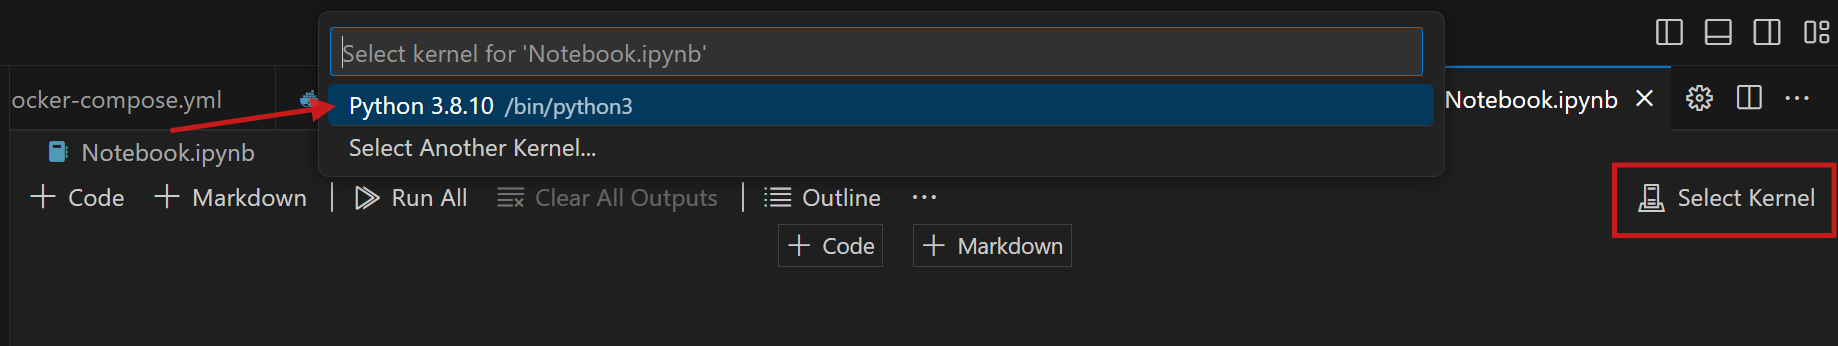 Select kernel for 'Notebook.ipynb'
ocker-compose.yml
Python 3.8.10 /bin/python3
Notebook.ipynb
Select Another Kernel...
Notebook.ipynb
Code
Markdown
Run All
Clear All Outputs
Outline
Select Kernel
Code
Markdown